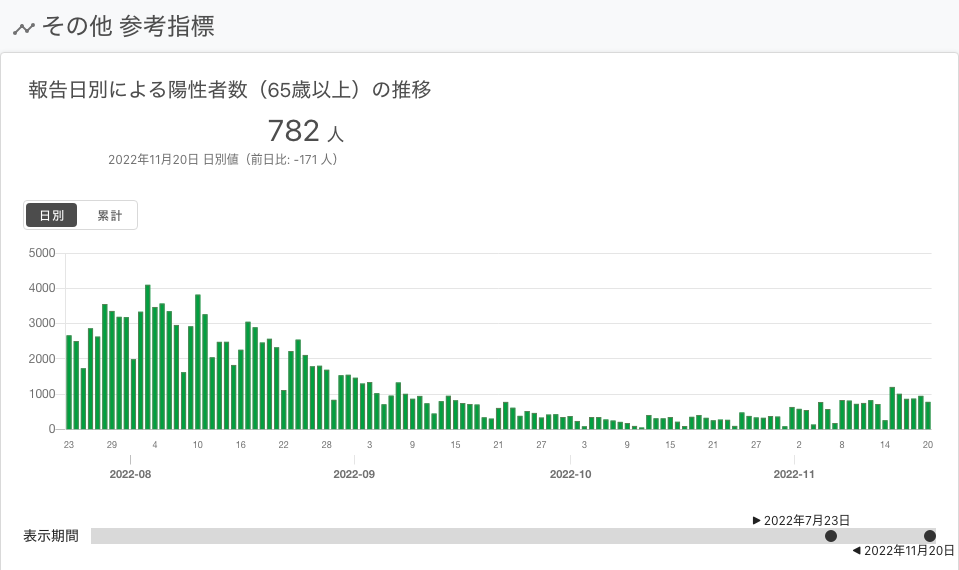 その他 参考指標
報告日別による陽性者数（65歳以上）の推移
782 人
2022年11月20日 日別値（前日比: -171 人）
日別 累計
5000
4000
3000
2000
1000
0
23 29 4 10 16 22 28 3 9 15 21 27 3 9 15 21 27 2 8 14 20
2022-08 2022-09 2022-10 2022-11
▶ 2022年7月23日
表示期間
◀ 2022年11月20日